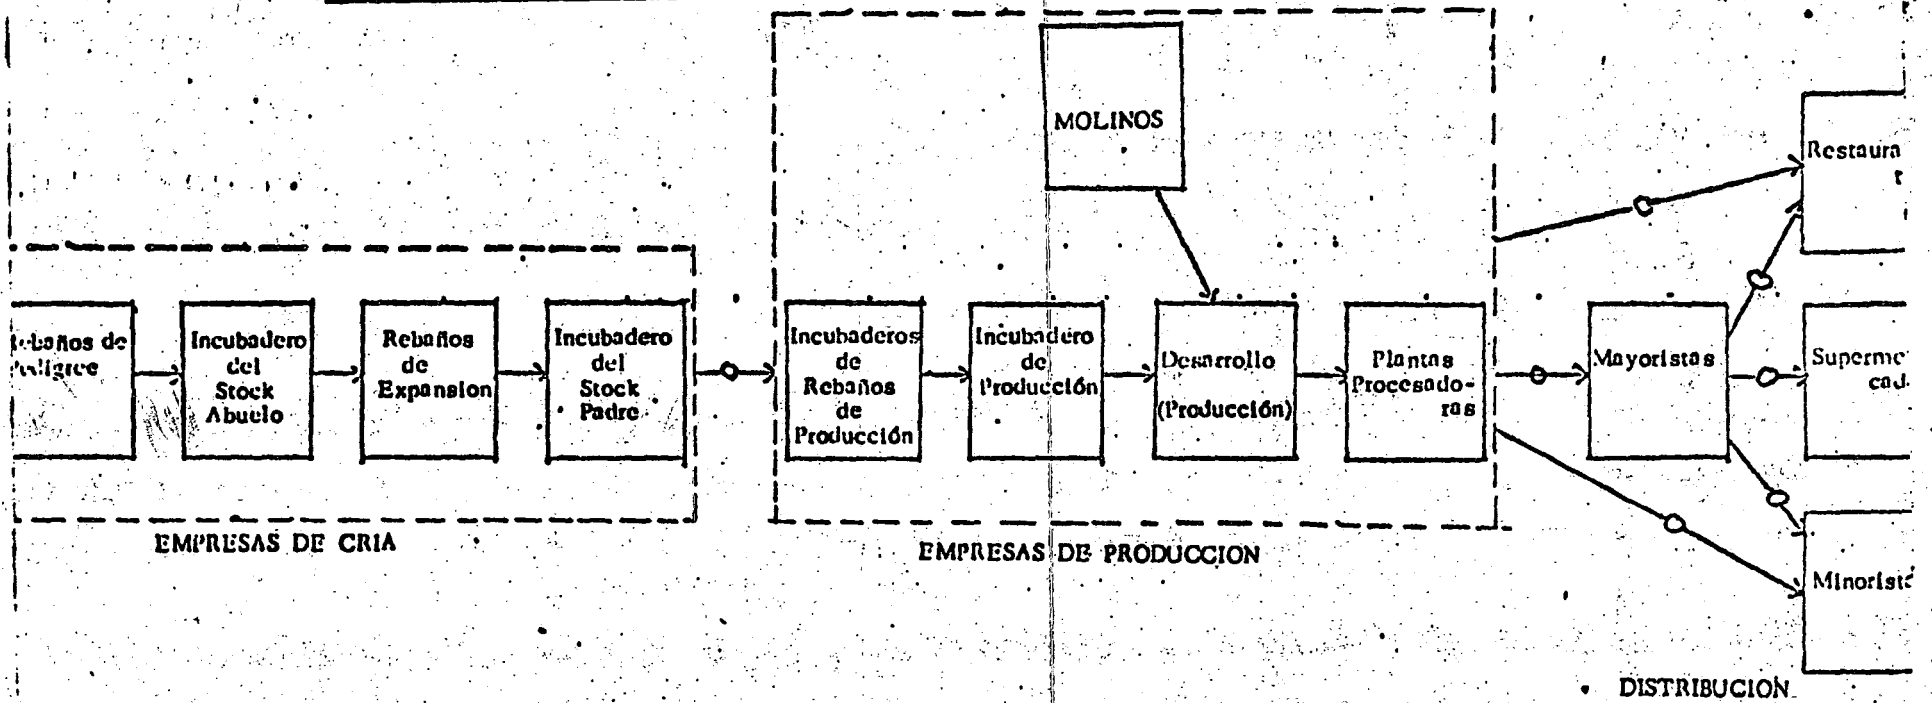 MOLINOS
Restaura
r
de
Incubadero
del
Stock
Abuelo
Rebaños
de
Expansion
Incubadero
del
Stock
Padre
Incubaderos
de
Rebaños
de
Producción
Incubadero
de
Producción
Desarrollo
(Producción)
Plantas
Procesado-
ras
Mayoristas
Superme
cad
EMPRESAS DE CRIA
EMPRESAS DE PRODUCCION
Minorist
DISTRIBUCION